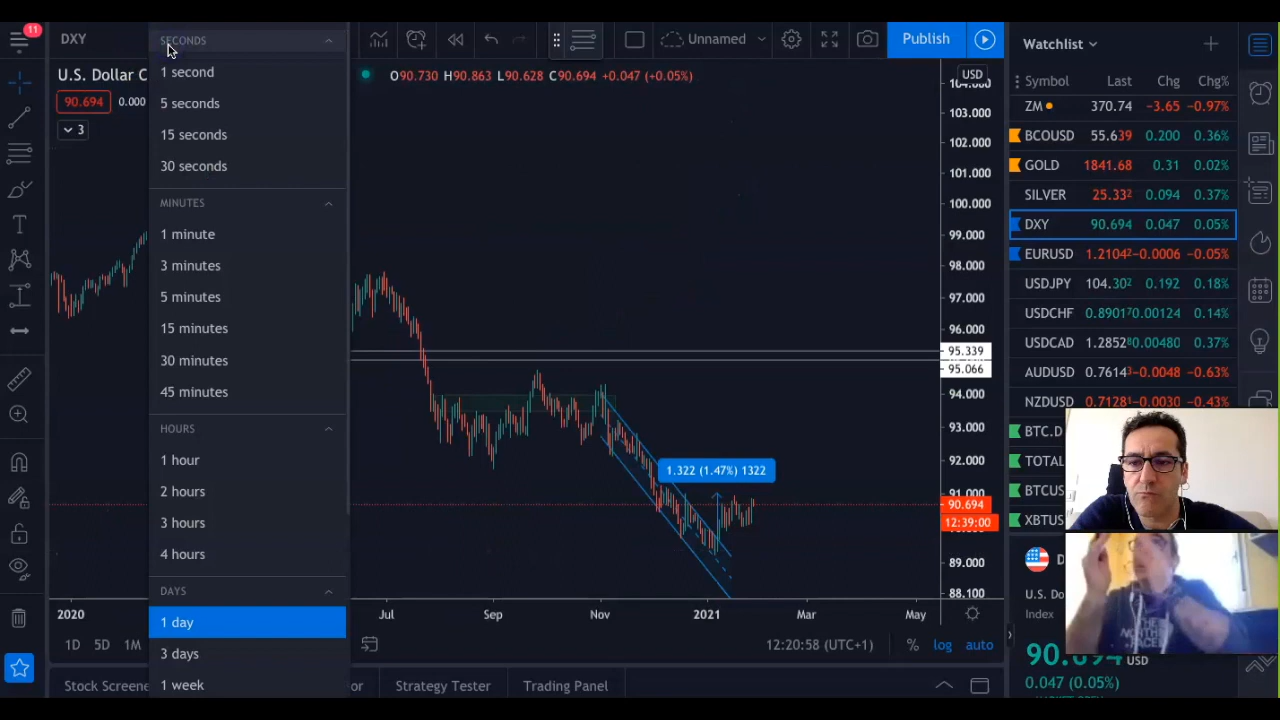 11
DXY
SECONDS
Unnamed
Publish
Watchlist
1 second
5 seconds
15 seconds
30 seconds
MINUTES
1 minute
3 minutes
5 minutes
15 minutes
30 minutes
45 minutes
HOURS
1 hour
2 hours
3 hours
4 hours
DAYS
1 day
3 days
1 week
U.S. Dollar C
O90.730 H90.863 L90.628 C90.694 +0.047 (+0.05%)
90.694
0.000
3
1.322 (1.47%) 1322
USD
104.000
103.000
102.000
101.000
100.000
99.000
98.000
97.000
96.000
95.339
95.066
94.000
93.000
92.000
91.000
90.694
12:39:00
89.000
88.100
2020
Jul
Sep
Nov
2021
Mar
May
1D 5D 1M
12:20:58 (UTC+1)
% log auto
Stock Screene
or
Strategy Tester
Trading Panel
Symbol Last Chg Chg%
ZM 370.74 −3.65 −0.97%
BCOUSD 55.639 0.200 0.36%
GOLD 1841.68 0.31 0.02%
SILVER 25.332 0.094 0.37%
DXY 90.694 0.047 0.05%
EURUSD 1.21042 −0.0006 −0.05%
USDJPY 104.302 0.192 0.18%
USDCHF 0.89017 0.00124 0.14%
USDCAD 1.28528 0.00480 0.37%
AUDUSD 0.76143 −0.0048 −0.63%
NZDUSD 0.71281 −0.0030 −0.43%
BTC.D
TOTAL
BTCUS
XBTUS
D
U.S. Do
Index
THE
NORTH
FACE
90.694 USD
0.047 (0.05%)